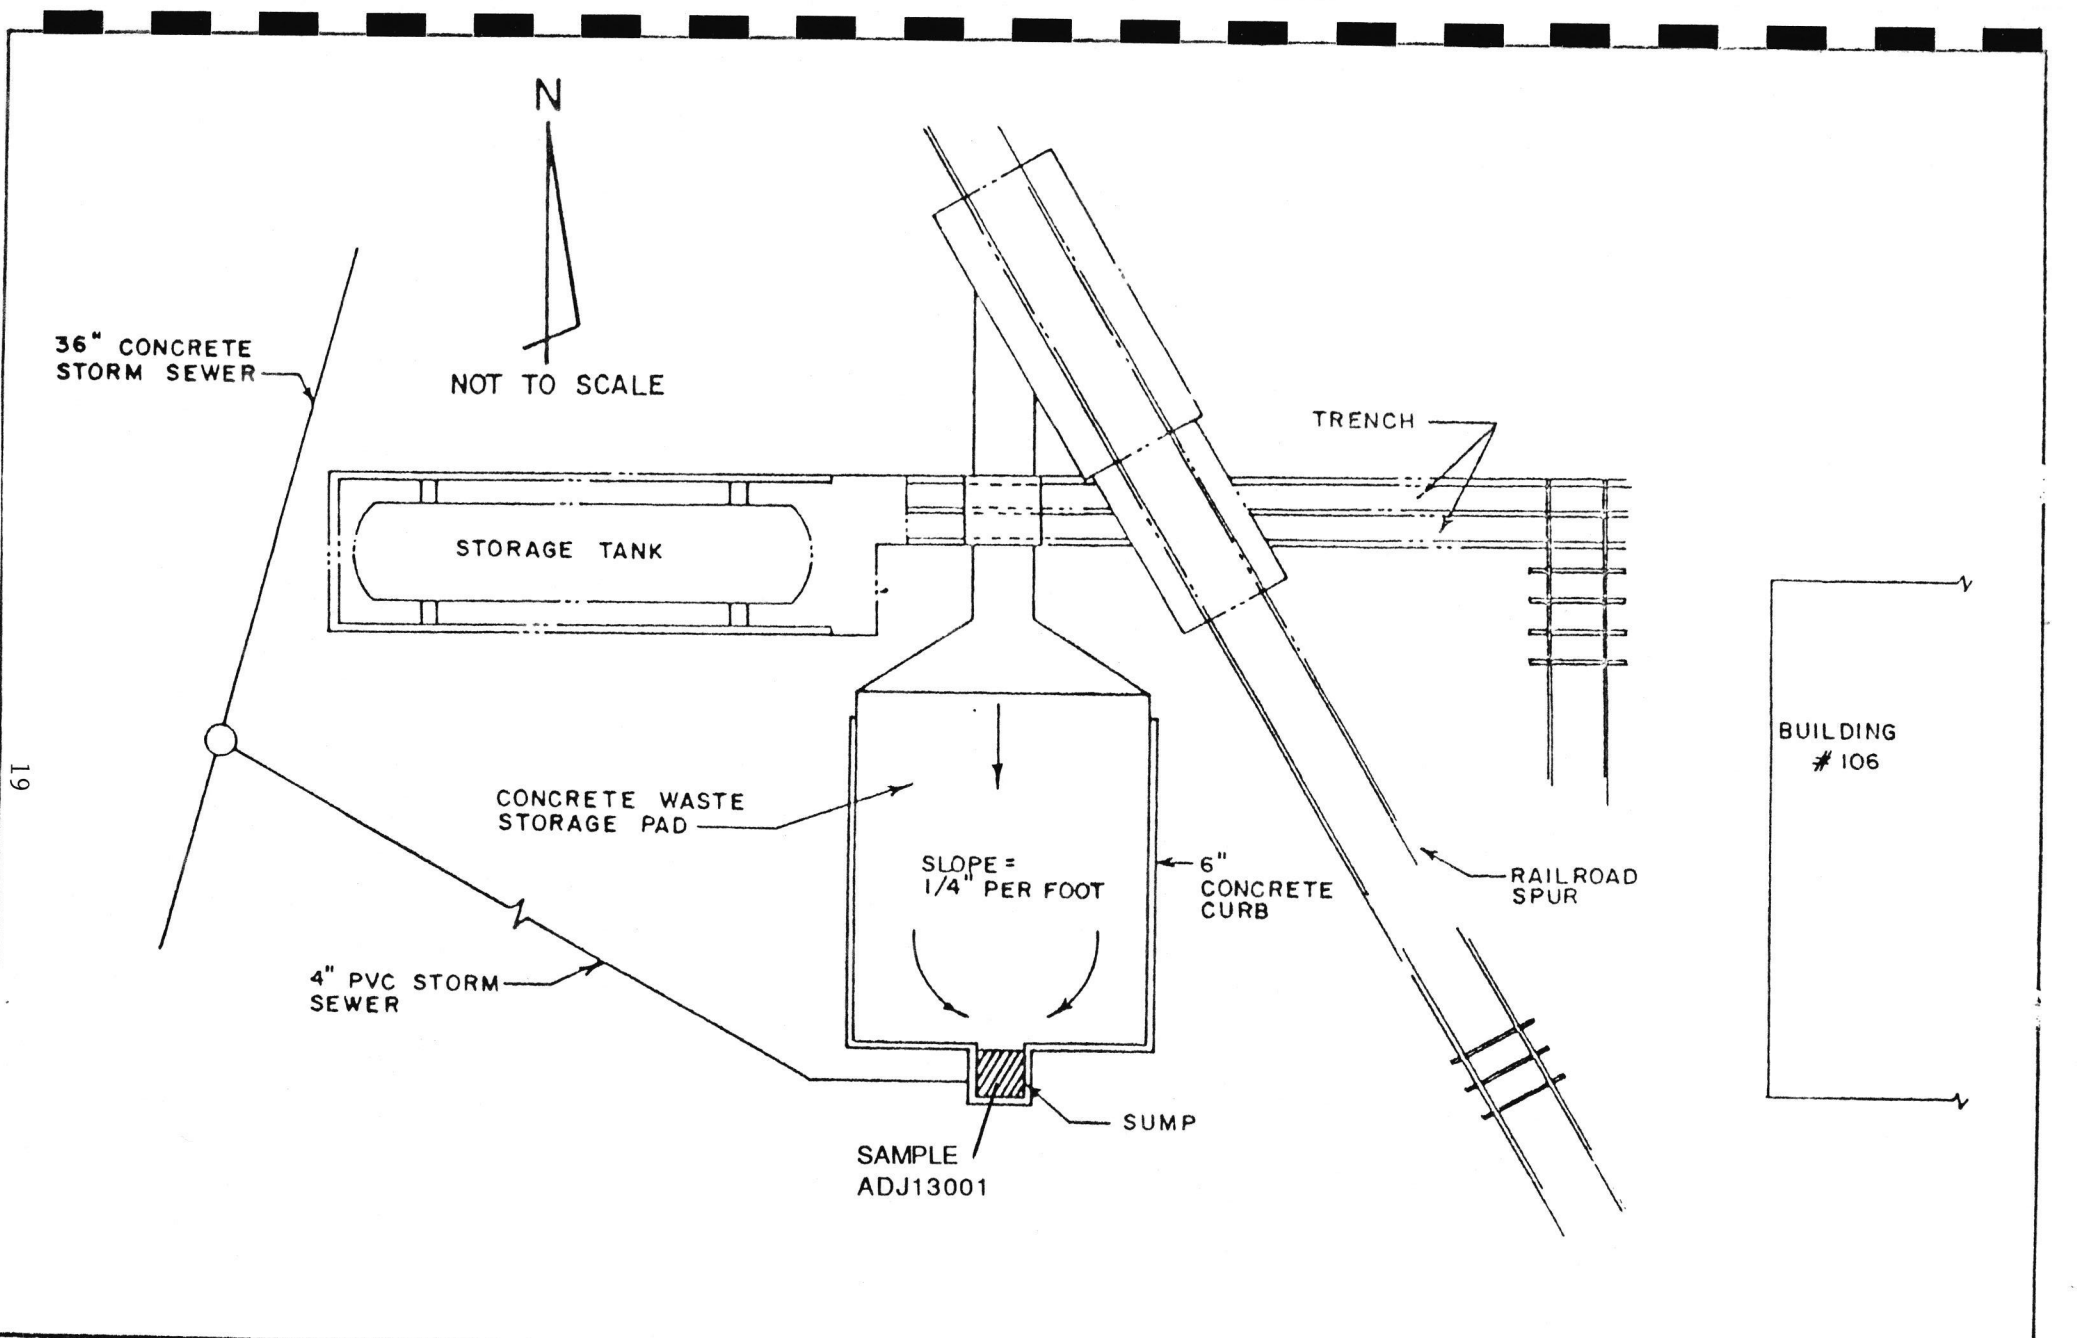 N
NOT TO SCALE
36" CONCRETE
STORM SEWER
TRENCH
STORAGE TANK
BUILDING
# 106
CONCRETE WASTE
STORAGE PAD
SLOPE =
1/4" PER FOOT
6"
CONCRETE
CURB
RAILROAD
SPUR
4" PVC STORM
SEWER
SUMP
SAMPLE
ADJ13001
19